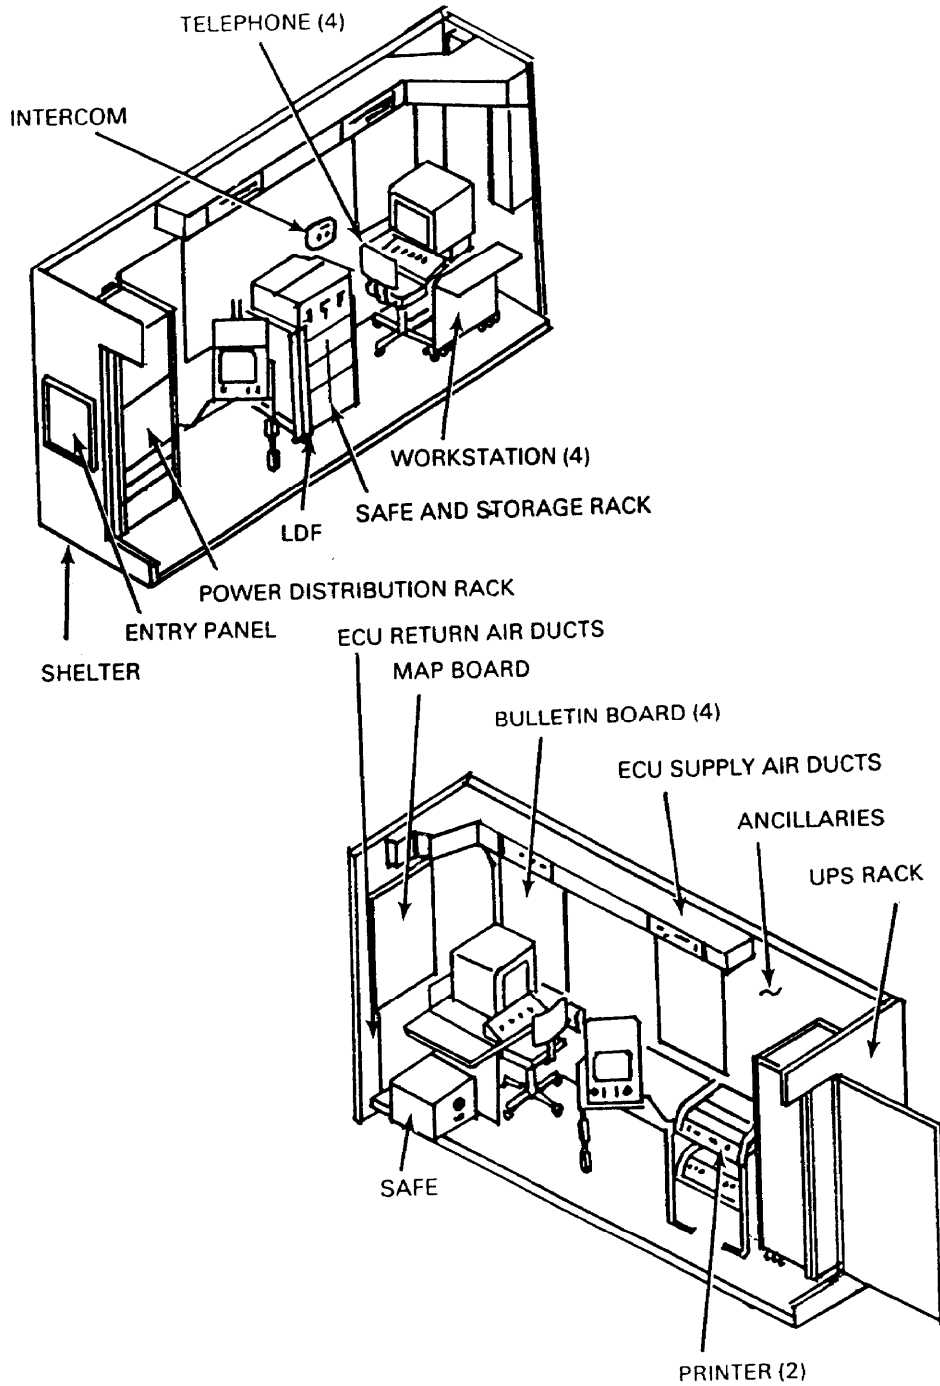 TELEPHONE (4)
INTERCOM
WORKSTATION (4)
SAFE AND STORAGE RACK
LDF
POWER DISTRIBUTION RACK
ENTRY PANEL
SHELTER
ECU RETURN AIR DUCTS
MAP BOARD
BULLETIN BOARD (4)
ECU SUPPLY AIR DUCTS
ANCILLARIES
UPS RACK
SAFE
PRINTER (2)